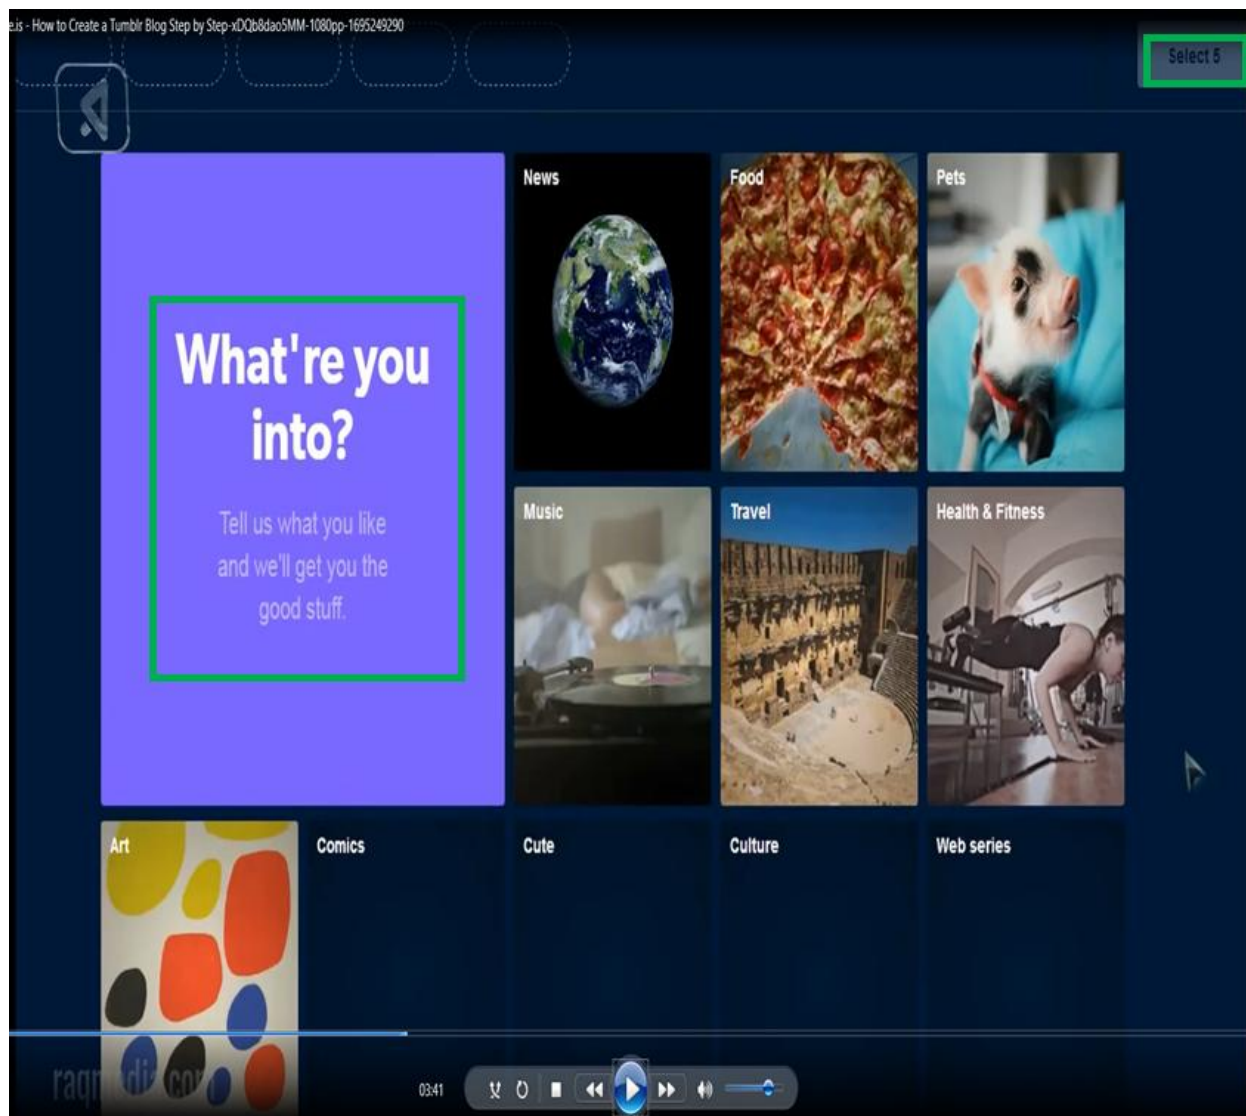 e.is - How to Create a Tumblr Blog Step by Step-xDQb8dao5MM-1080pp-1695249290
Select 5
What're you
into?
Tell us what you like
and we'll get you the
good stuff.
News
Food
Pets
Music
Travel
Health & Fitness
Art
Comics
Cute
Culture
Web series
raqmedia.com
03:41